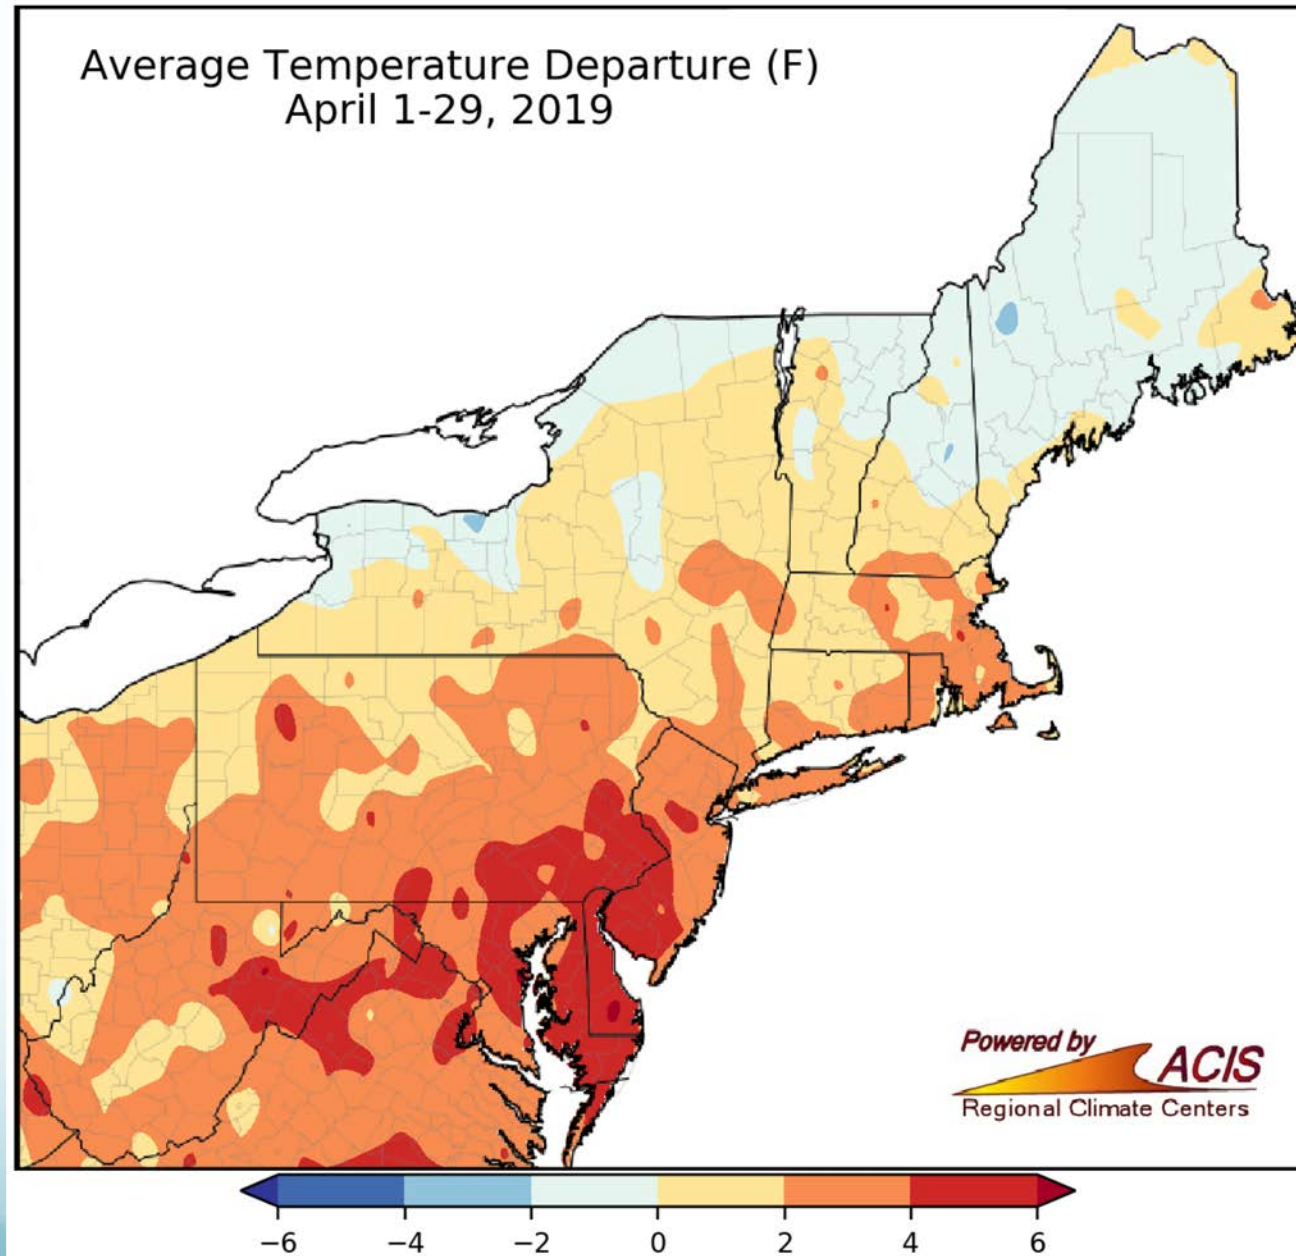 Average Temperature Departure (F)
April 1-29, 2019
Powered by
ACIS
Regional Climate Centers
−6 −4 −2 0 2 4 6